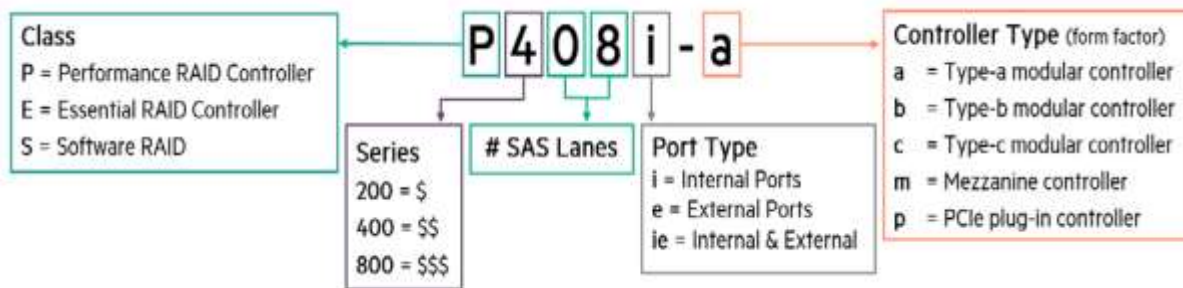 P408i-a
Class
P = Performance RAID Controller
E = Essential RAID Controller
S = Software RAID
Series
200 = $
400 = $$
800 = $$$
# SAS Lanes
Port Type
i = Internal Ports
e = External Ports
ie = Internal & External
Controller Type (form factor)
a = Type-a modular controller
b = Type-b modular controller
c = Type-c modular controller
m = Mezzanine controller
p = PCIe plug-in controller